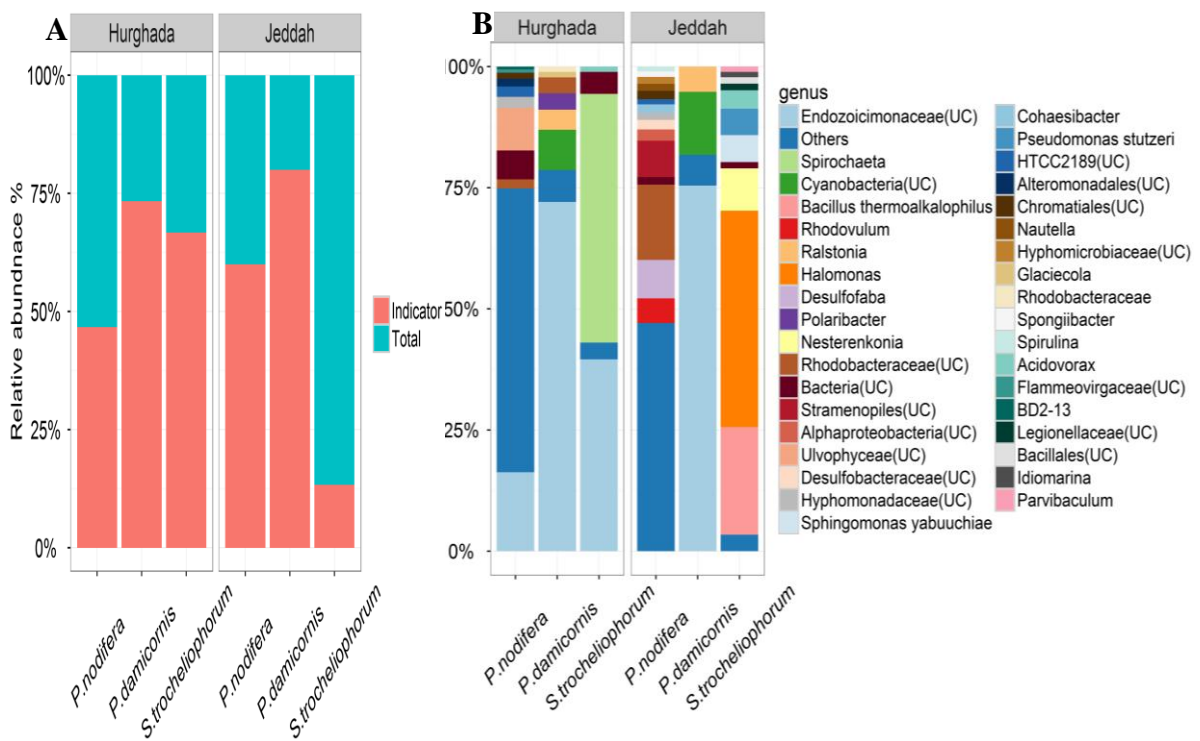 A
Hurghada
Jeddah
100%
75%
50%
25%
0%
Relative abundnace %
P.nodifera
P.damicornis
S.trocheliophorum
P.nodifera
P.damicornis
S.trocheliophorum
Indicator
Total
B
Hurghada
Jeddah
00%
75%
50%
25%
0%
P.nodifera
P.damicornis
S.trocheliophorum
P.nodifera
P.damicornis
S.trocheliophorum
genus
Endozoicimonaceae(UC)
Others
Spirochaeta
Cyanobacteria(UC)
Bacillus thermoalkalophilus
Rhodovulum
Ralstonia
Halomonas
Desulfofaba
Polaribacter
Nesterenkonia
Rhodobacteraceae(UC)
Bacteria(UC)
Stramenopiles(UC)
Alphaproteobacteria(UC)
Ulvophyceae(UC)
Desulfobacteraceae(UC)
Hyphomonadaceae(UC)
Sphingomonas yabuuchiae
Cohaesibacter
Pseudomonas stutzeri
HTCC2189(UC)
Alteromonadales(UC)
Chromatiales(UC)
Nautella
Hyphomicrobiaceae(UC)
Glaciecola
Rhodobacteraceae
Spongiibacter
Spirulina
Acidovorax
Flammeovirgaceae(UC)
BD2-13
Legionellaceae(UC)
Bacillales(UC)
Idiomarina
Parvibaculum